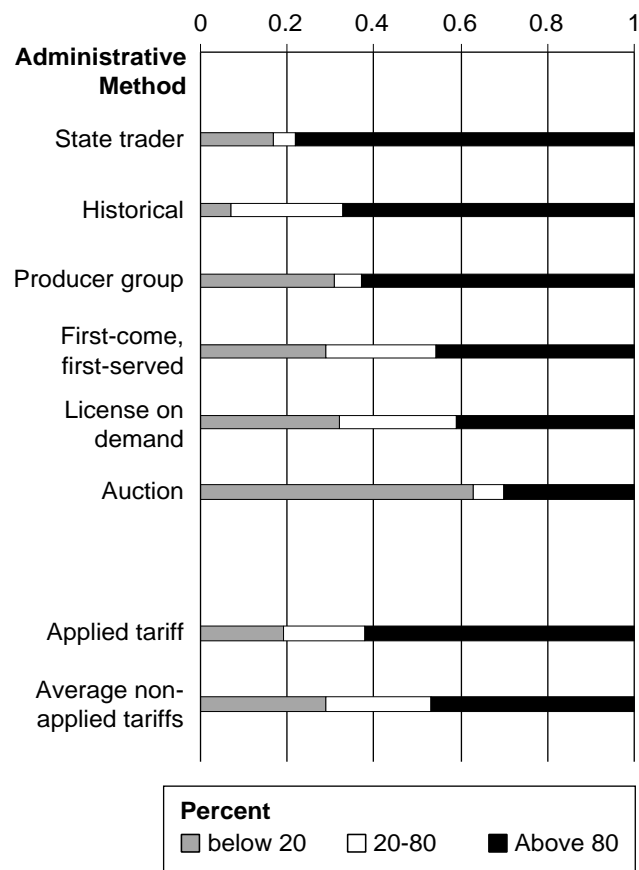 0 0.2 0.4 0.6 0.8 1
Administrative
Method
State trader
Historical
Producer group
First-come,
first-served
License on
demand
Auction
Applied tariff
Average non-
applied tariffs
Percent
below 20 20-80 Above 80